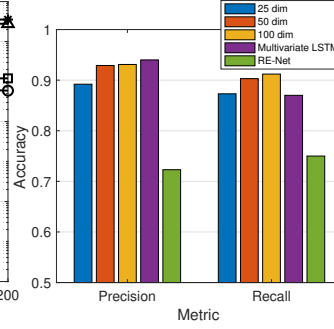 25 dim
50 dim
100 dim
Multivariate LSTM
RE-Net
1
0.9
0.8
0.7
0.6
0.5
Accuracy
200
Precision
Recall
Metric